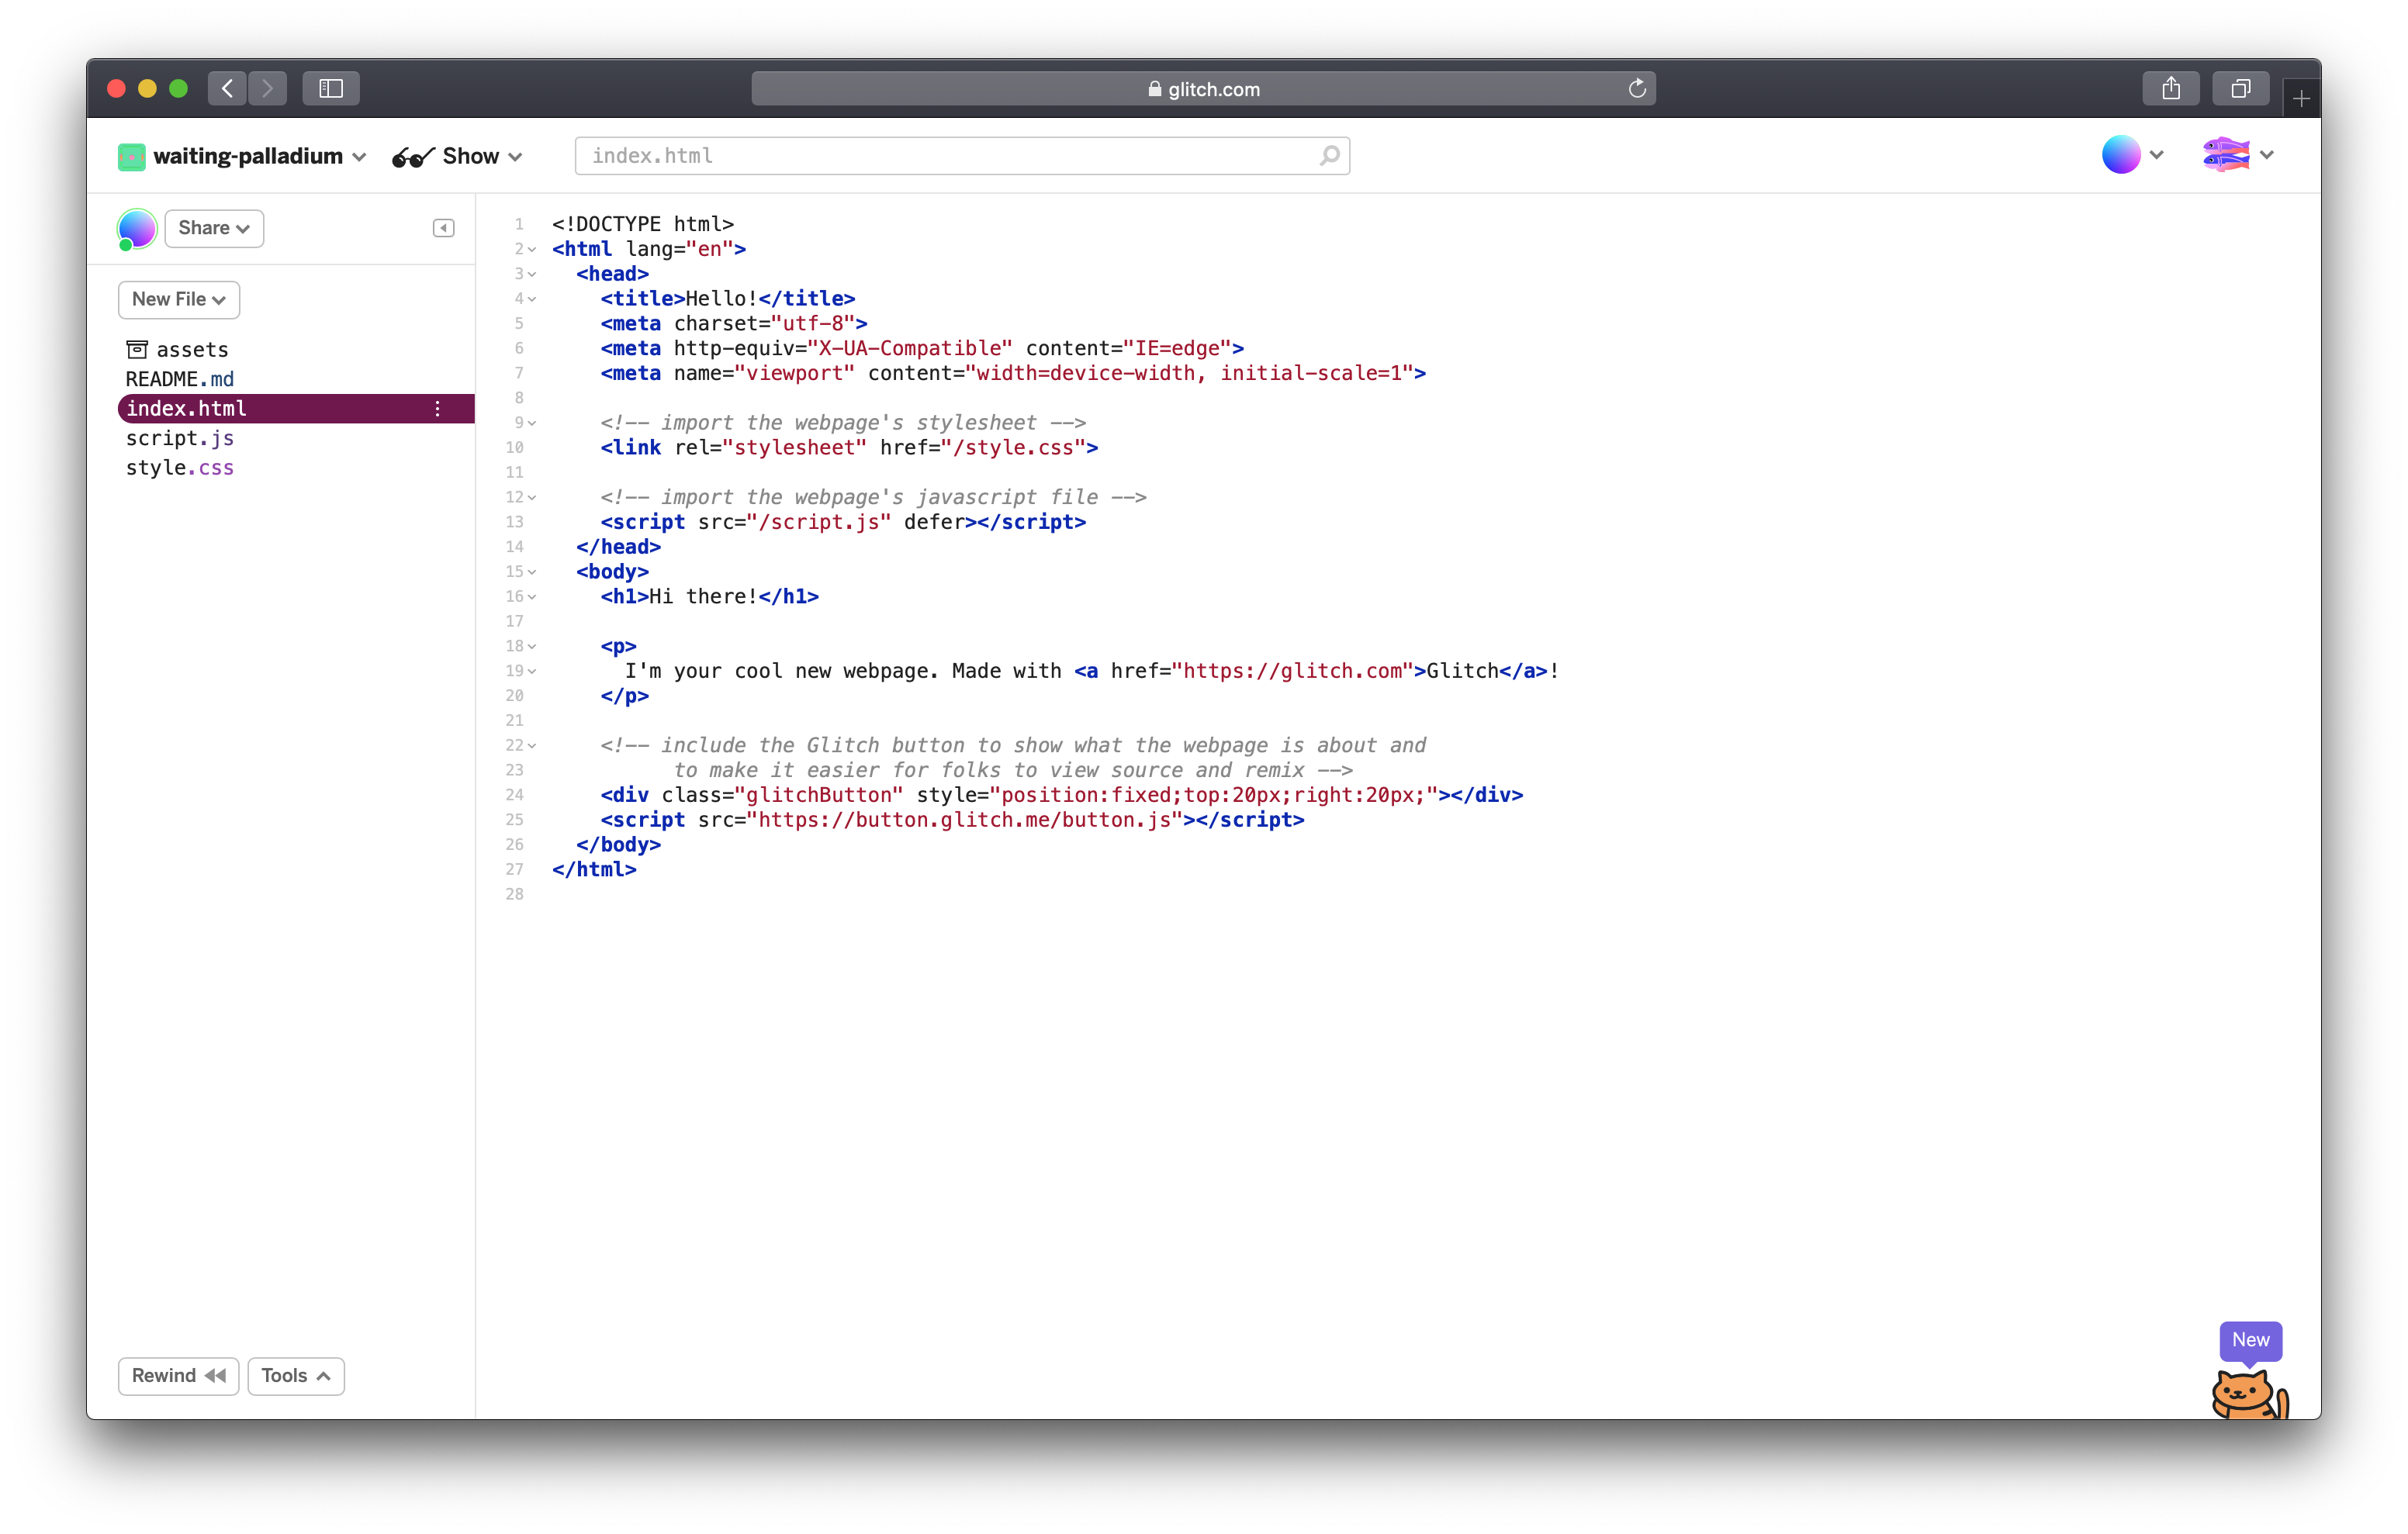 glitch.com
waiting-palladium
Show
index.html
Share
New File
assets
README.md
index.html
script.js
style.css
1 <!DOCTYPE html>
2 <html lang="en">
3   <head>
4     <title>Hello!</title>
5     <meta charset="utf-8">
6     <meta http-equiv="X-UA-Compatible" content="IE=edge">
7     <meta name="viewport" content="width=device-width, initial-scale=1">
8
9     <!-- import the webpage's stylesheet -->
10     <link rel="stylesheet" href="/style.css">
11
12     <!-- import the webpage's javascript file -->
13     <script src="/script.js" defer></script>
14   </head>
15   <body>
16     <h1>Hi there!</h1>
17
18     <p>
19       I'm your cool new webpage. Made with <a href="https://glitch.com">Glitch</a>!
20     </p>
21
22     <!-- include the Glitch button to show what the webpage is about and
23           to make it easier for folks to view source and remix -->
24     <div class="glitchButton" style="position:fixed;top:20px;right:20px;"></div>
25     <script src="https://button.glitch.me/button.js"></script>
26   </body>
27 </html>
28
Rewind
Tools
New